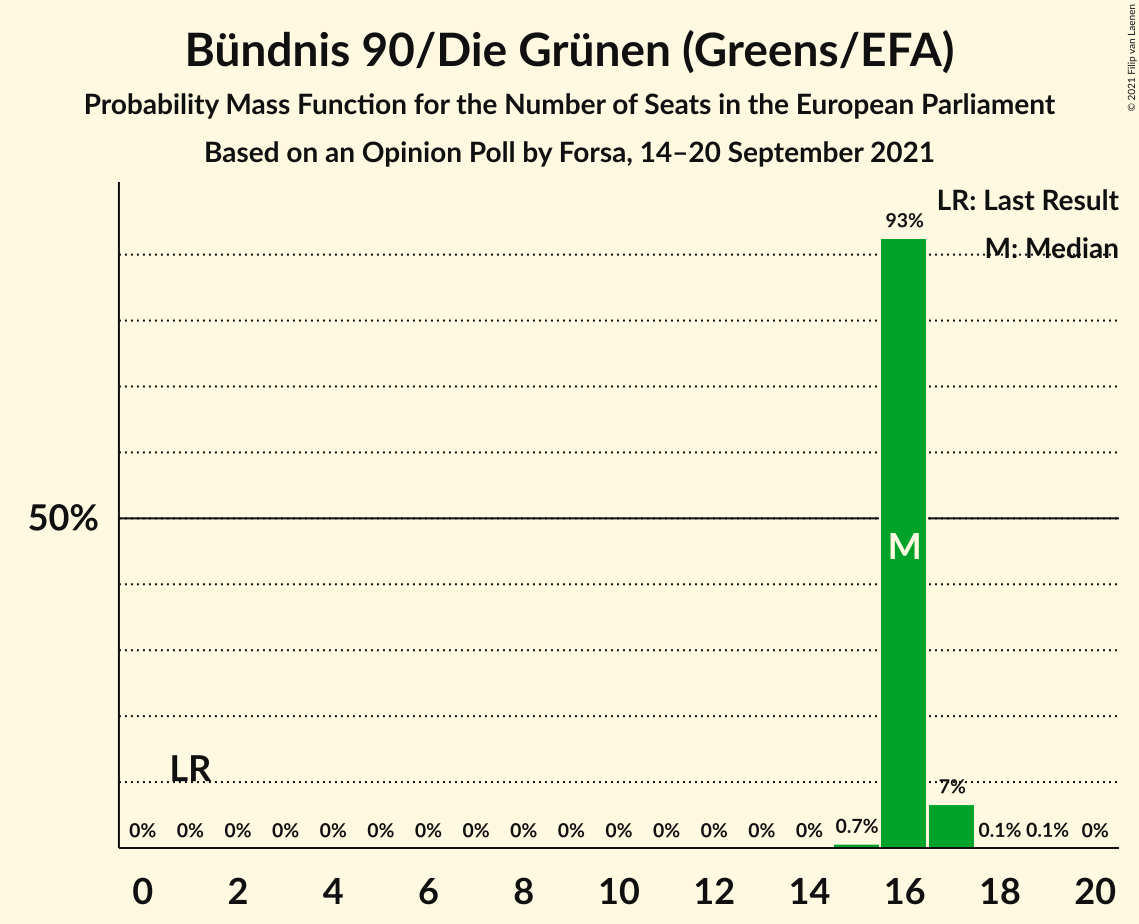 Bündnis 90/Die Grünen (Greens/EFA)
Probability Mass Function for the Number of Seats in the European Parliament
Based on an Opinion Poll by Forsa, 14–20 September 2021
© 2021 Filip van Laenen
LR: Last Result
M: Median
93%
50%
M
LR
7%
0% 0% 0% 0% 0% 0% 0% 0% 0% 0% 0% 0% 0% 0% 0% 0.7% 0.1% 0.1% 0%
0 2 4 6 8 10 12 14 16 18 20